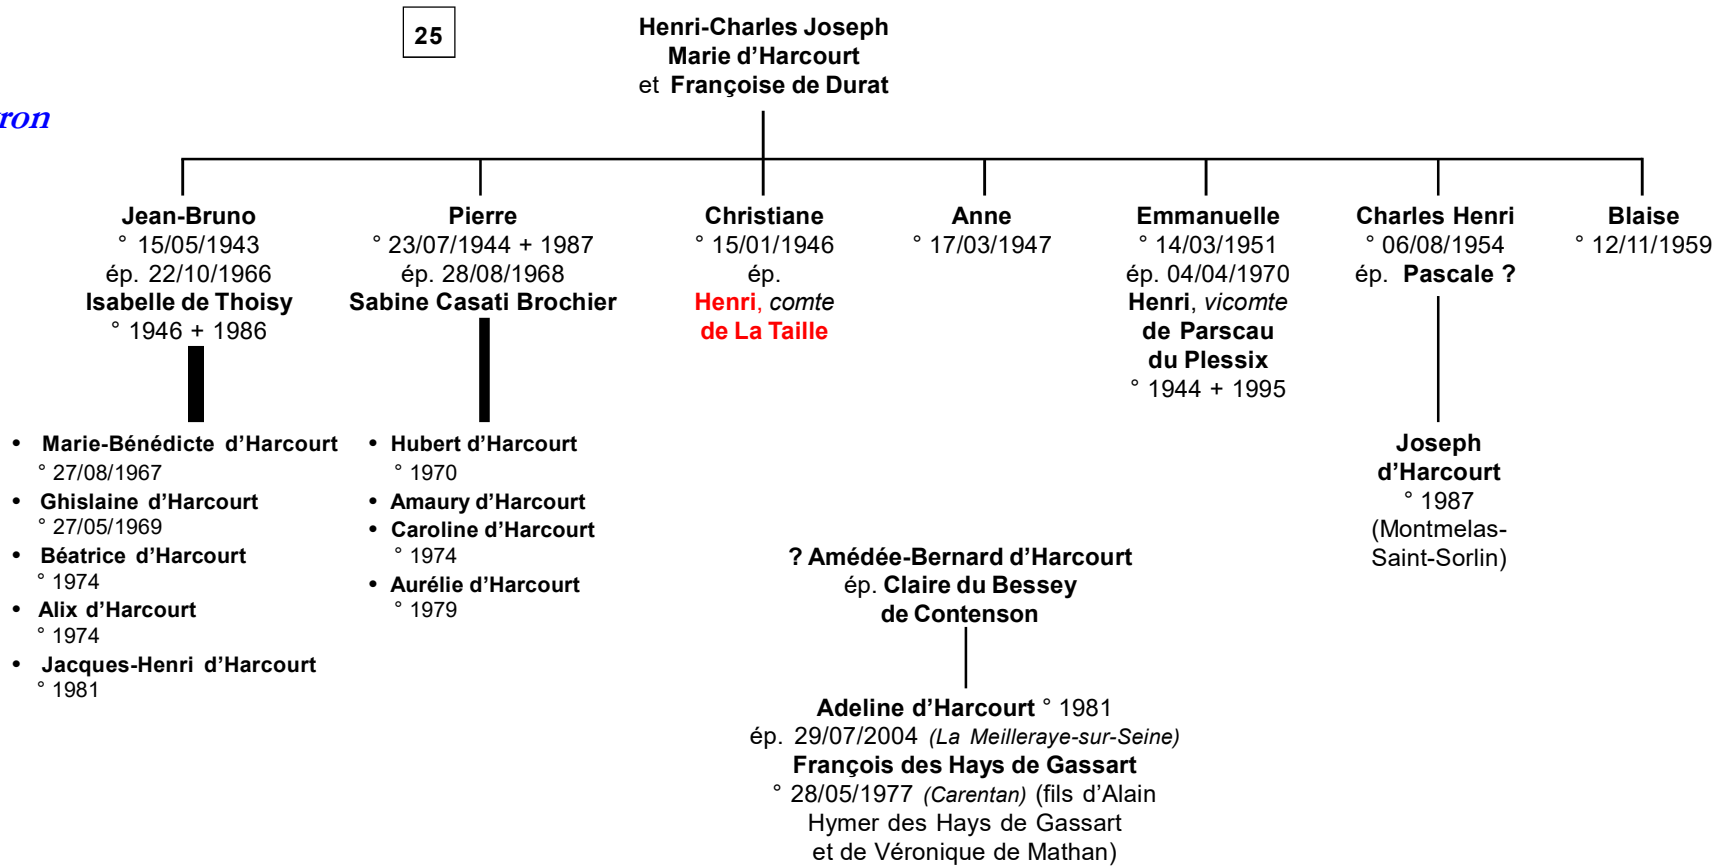 25
Henri-Charles Joseph
Marie d’Harcourt
et Françoise de Durat
ron
Jean-Bruno
° 15/05/1943
ép. 22/10/1966
Isabelle de Thoisy
° 1946 + 1986
Pierre
° 23/07/1944 + 1987
ép. 28/08/1968
Sabine Casati Brochier
Christiane
° 15/01/1946
ép.
Henri, comte
de La Taille
Anne
° 17/03/1947
Emmanuelle
° 14/03/1951
ép. 04/04/1970
Henri, vicomte
de Parscau
du Plessix
° 1944 + 1995
Charles Henri
° 06/08/1954
ép. Pascale ?
Blaise
° 12/11/1959
• Marie-Bénédicte d’Harcourt
° 27/08/1967
• Ghislaine d’Harcourt
° 27/05/1969
• Béatrice d’Harcourt
° 1974
• Alix d’Harcourt
° 1974
• Jacques-Henri d’Harcourt
° 1981
• Hubert d’Harcourt
° 1970
• Amaury d’Harcourt
• Caroline d’Harcourt
° 1974
• Aurélie d’Harcourt
° 1979
Joseph
d’Harcourt
° 1987
(Montmelas-
Saint-Sorlin)
? Amédée-Bernard d’Harcourt
ép. Claire du Bessey
de Contenson
Adeline d’Harcourt ° 1981
ép. 29/07/2004 (La Meilleraye-sur-Seine)
François des Hays de Gassart
° 28/05/1977 (Carentan) (fils d’Alain
Hymer des Hays de Gassart
et de Véronique de Mathan)